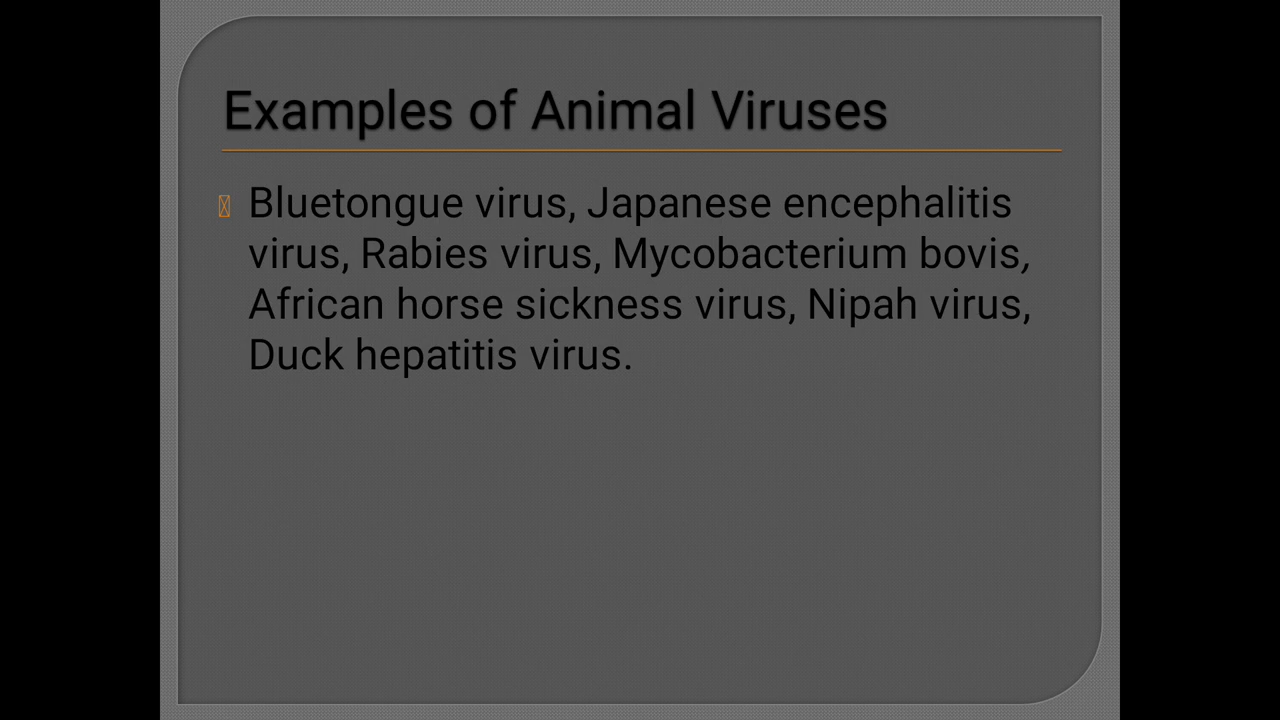 Examples of Animal Viruses
Bluetongue virus, Japanese encephalitis
virus, Rabies virus, Mycobacterium bovis,
African horse sickness virus, Nipah virus,
Duck hepatitis virus.